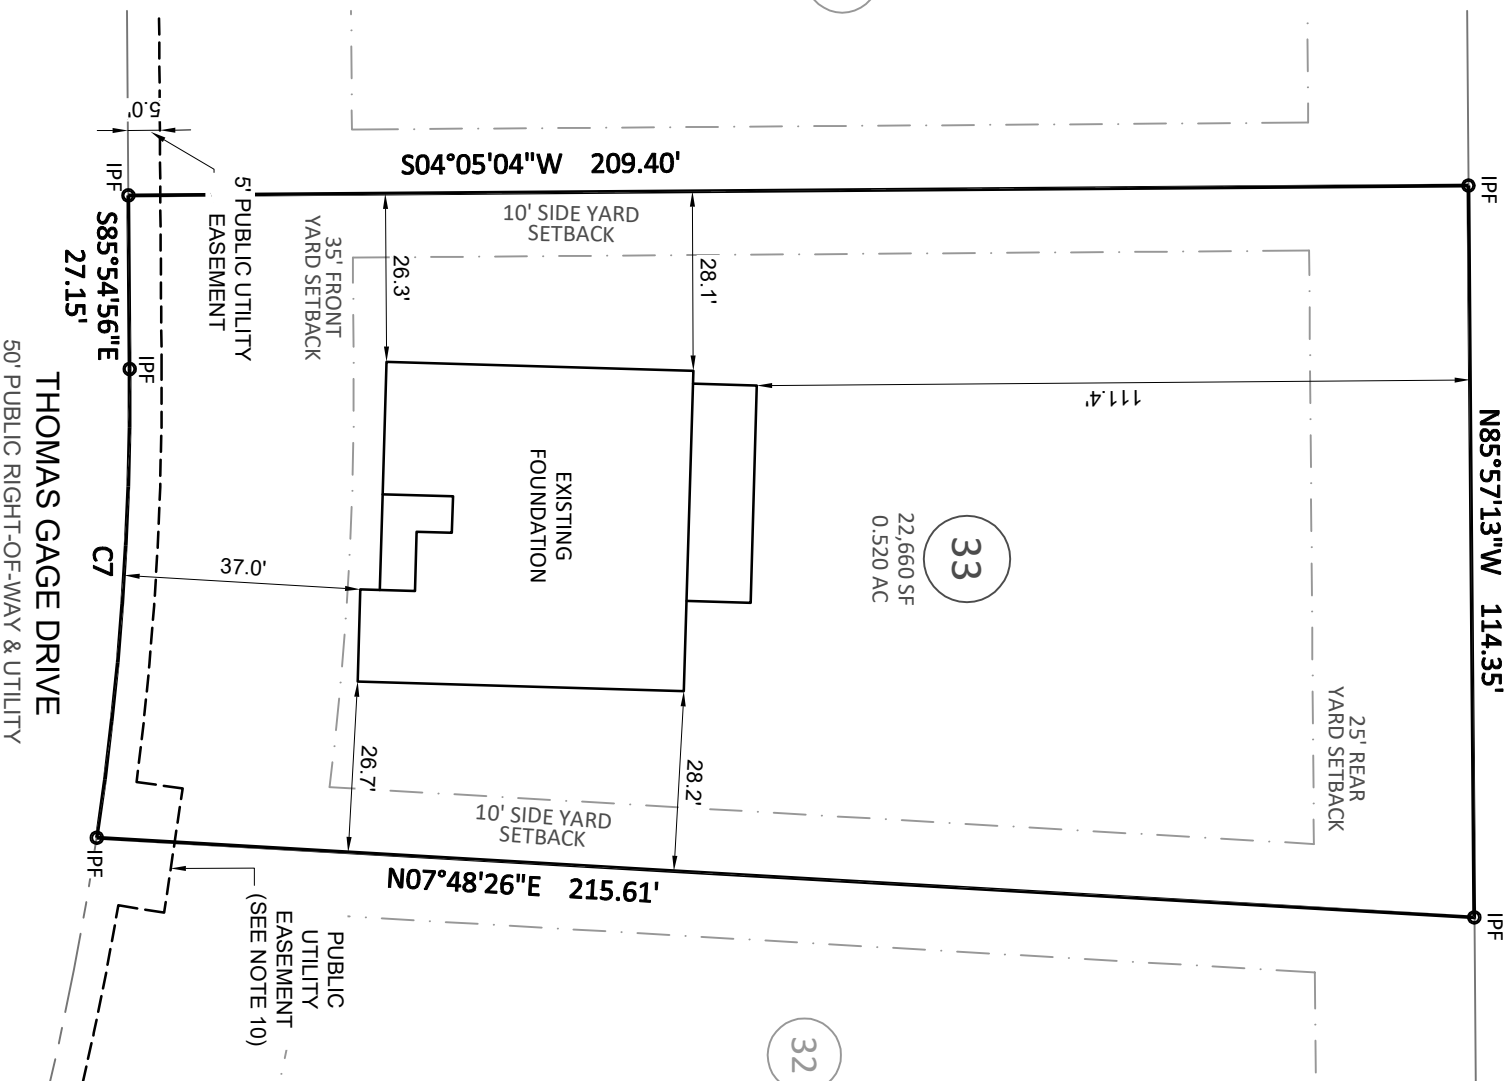 IPF
N85°57'13"W 114.35'
IPF
25' REAR
YARD SETBACK
111.4'
33
22,660 SF
0.520 AC
32
S04°05'04"W 209.40'
10' SIDE YARD
SETBACK
28.1'
26.3'
EXISTING
FOUNDATION
28.2'
26.7'
10' SIDE YARD
SETBACK
N07°48'26"E 215.61'
35' FRONT
YARD SETBACK
37.0'
5' PUBLIC UTILITY
EASEMENT
5.0'
PUBLIC
UTILITY
EASEMENT
(SEE NOTE 10)
IPF
S85°54'56"E
27.15'
IPF
C7
IPF
THOMAS GAGE DRIVE
50' PUBLIC RIGHT-OF-WAY & UTILITY